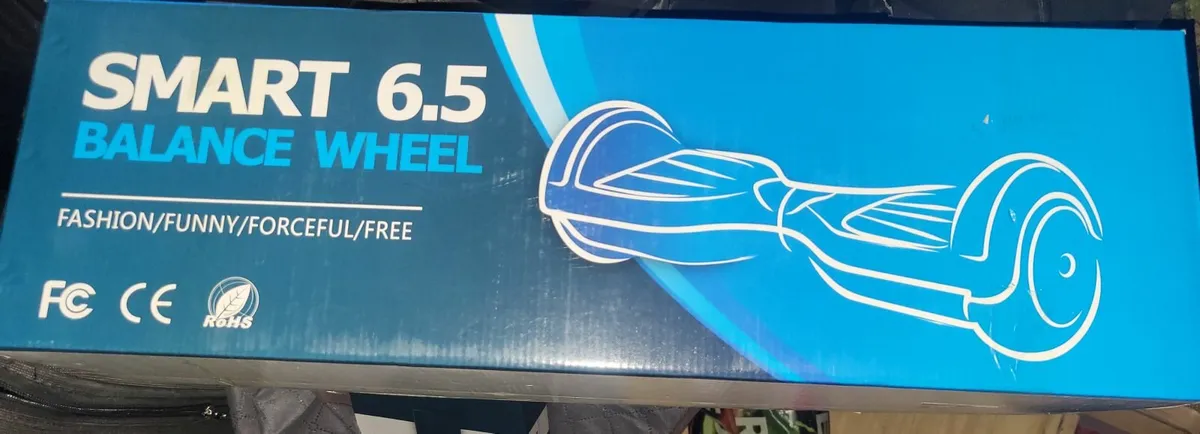 SMART 6.5
BALANCE WHEEL
FASHION/FUNNY/FORCEFUL/FREE
FC CE RoHS